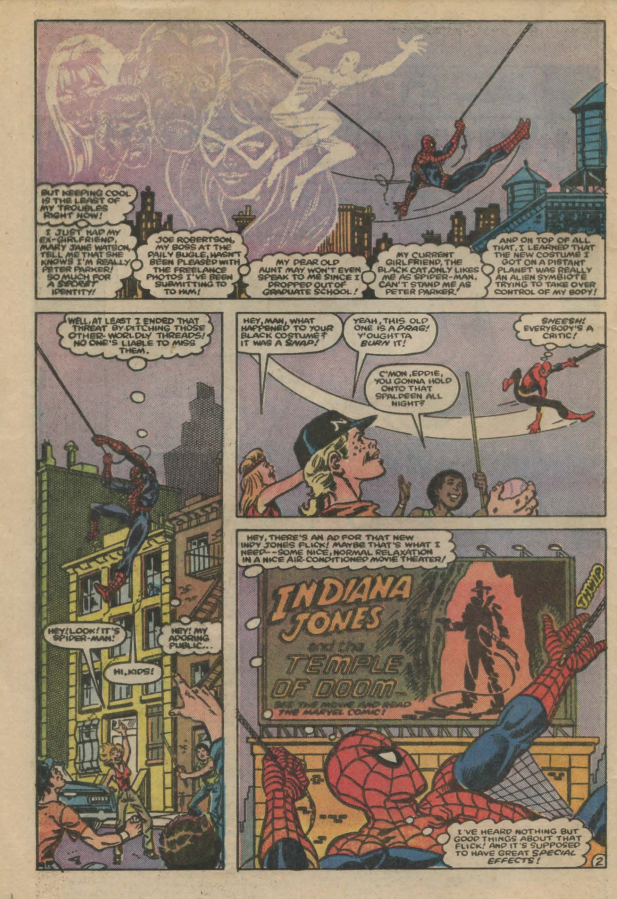 BUT KEEPING COOL
IS THE LEAST OF
MY TROUBLES
RIGHT NOW!
I JUST HAD MY
EX-GIRLFRIEND,
MARY JANE WATSON,
TELL ME THAT SHE
KNOWS I'M REALLY
PETER PARKER!
SO MUCH FOR
A SECRET
IDENTITY!
JOE ROBERTSON,
MY BOSS AT THE
DAILY BUGLE, HASN'T
BEEN PLEASED WITH
THE FREELANCE
PHOTOS I'VE BEEN
SUBMITTING TO
TO HIM!
MY DEAR OLD
AUNT MAY WON'T EVEN
SPEAK TO ME SINCE I
DROPPED OUT OF
GRADUATE SCHOOL!
MY CURRENT
GIRLFRIEND, THE
BLACK CAT, ONLY LIKES
ME AS SPIDER-MAN.
CAN'T STAND ME AS
PETER PARKER!
AND ON TOP OF ALL
THAT, I LEARNED THAT
THE NEW COSTUME I
GOT ON A DISTANT
PLANET WAS REALLY
AN ALIEN SYMBIOTE
TRYING TO TAKE OVER
CONTROL OF MY BODY!
WELL, AT LEAST I ENDED THAT
THREAT BY DITCHING THOSE
OTHER-WORLDLY THREADS!
NO ONE'S LIABLE TO MISS
THEM.
HEY! LOOK! IT'S
SPIDER-MAN!
HEY! MY
ADORING
PUBLIC...
HI, KIDS!
HEY, MAN, WHAT
HAPPENED TO YOUR
BLACK COSTUME?
IT WAS A SNAP!
YEAH, THIS OLD
ONE IS A DRAG!
Y'OUGHTTA
BURN IT!
C'MON, EDDIE,
YOU GONNA HOLD
ONTO THAT
SPALDEEN ALL
NIGHT?
SHEESH!
EVERYBODY'S
A CRITIC!
HEY, THERE'S AN AD FOR THAT NEW
INDY JONES FLICK! MAYBE THAT'S WHAT I
NEED--SOME NICE, NORMAL RELAXATION
IN A NICE AIR-CONDITIONED MOVIE THEATER!
INDIANA
JONES
and the
TEMPLE
OF DOOM
SEE THE MOVIE AND READ
THE MARVEL COMIC!
THWIP
I'VE HEARD NOTHING BUT
GOOD THINGS ABOUT THAT
FLICK! AND IT'S SUPPOSED
TO HAVE GREAT SPECIAL
EFFECTS!
2